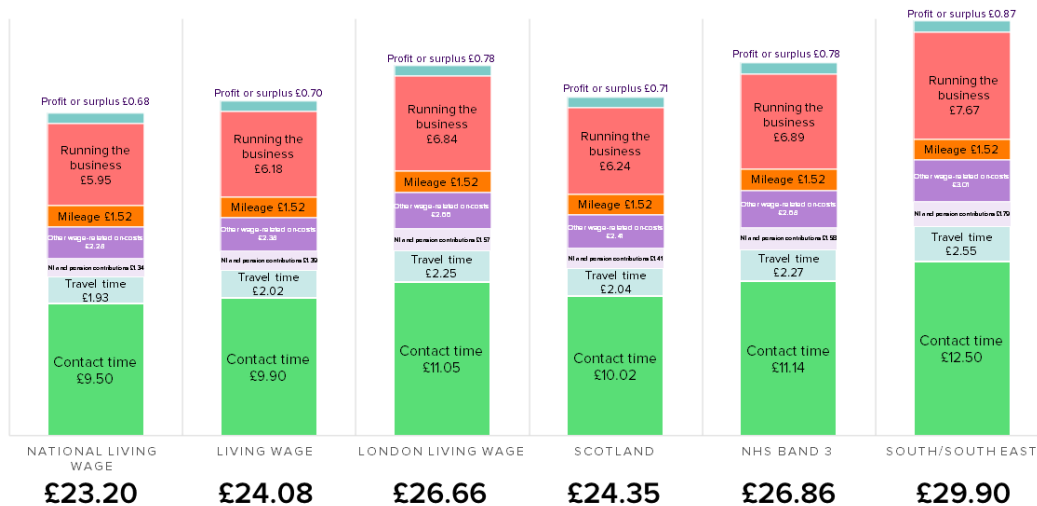 Profit or surplus £0.68
Running the
business
£5.95
Mileage £1.52
Other wage-related on-costs
£2.28
NI and pension contributions £1.34
Travel time
£1.93
Contact time
£9.50
NATIONAL LIVING
WAGE
£23.20
Profit or surplus £0.70
Running the
business
£6.18
Mileage £1.52
Other wage-related on-costs
£2.38
NI and pension contributions £1.39
Travel time
£2.02
Contact time
£9.90
LIVING WAGE
£24.08
Profit or surplus £0.78
Running the
business
£6.84
Mileage £1.52
Other wage-related on-costs
£2.66
NI and pension contributions £1.57
Travel time
£2.25
Contact time
£11.05
LONDON LIVING WAGE
£26.66
Profit or surplus £0.71
Running the
business
£6.24
Mileage £1.52
Other wage-related on-costs
£2.41
NI and pension contributions £1.41
Travel time
£2.04
Contact time
£10.02
SCOTLAND
£24.35
Profit or surplus £0.78
Running the
business
£6.89
Mileage £1.52
Other wage-related on-costs
£2.68
NI and pension contributions £1.58
Travel time
£2.27
Contact time
£11.14
NHS BAND 3
£26.86
Profit or surplus £0.87
Running the
business
£7.67
Mileage £1.52
Other wage-related on-costs
£3.01
NI and pension contributions £1.79
Travel time
£2.55
Contact time
£12.50
SOUTH/SOUTH EAST
£29.90